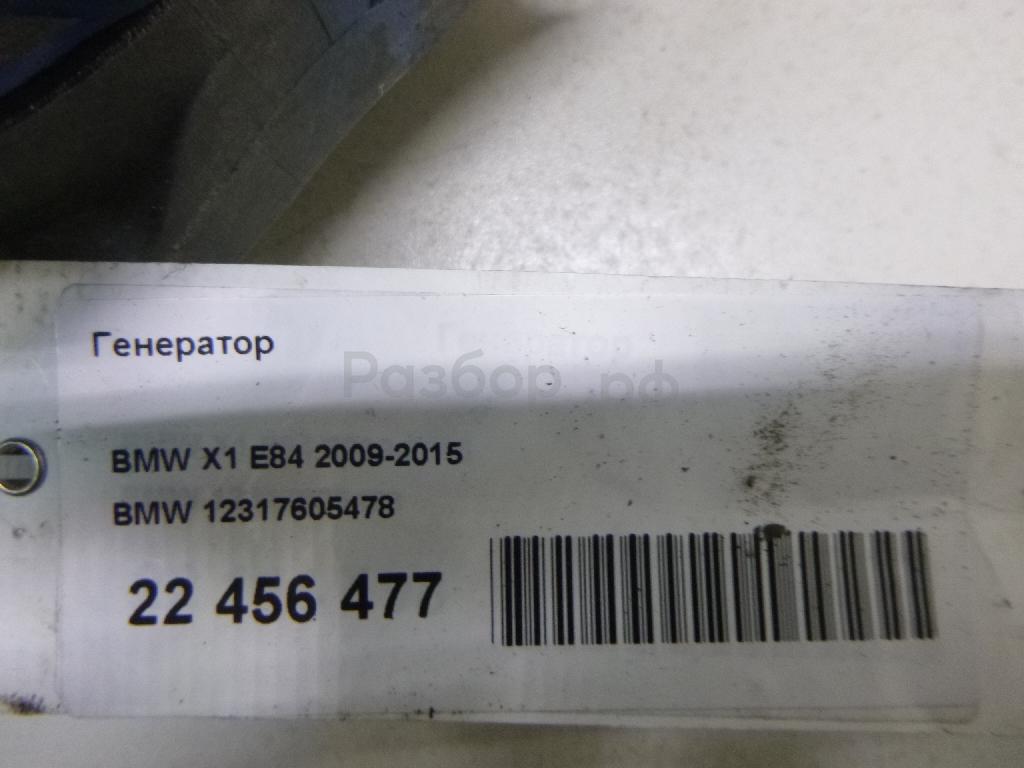 Генератор
Разбор.рф
BMW X1 E84 2009-2015
BMW 12317605478
22 456 477